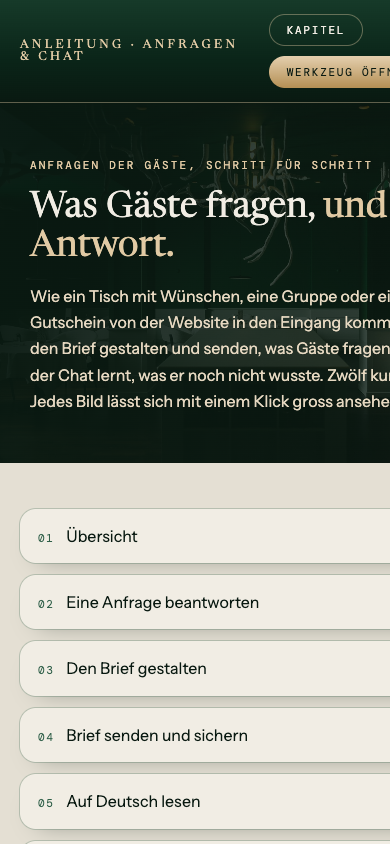 ANLEITUNG · ANFRAGEN
& CHAT
KAPITEL
WERKZEUG ÖFFN
ANFRAGEN DER GÄSTE, SCHRITT FÜR SCHRITT
Was Gäste fragen, und
Antwort.
Wie ein Tisch mit Wünschen, eine Gruppe oder ei
Gutschein von der Website in den Eingang komm
den Brief gestalten und senden, was Gäste fragen
der Chat lernt, was er noch nicht wusste. Zwölf ku
Jedes Bild lässt sich mit einem Klick gross ansehe
01 Übersicht
02 Eine Anfrage beantworten
03 Den Brief gestalten
04 Brief senden und sichern
05 Auf Deutsch lesen